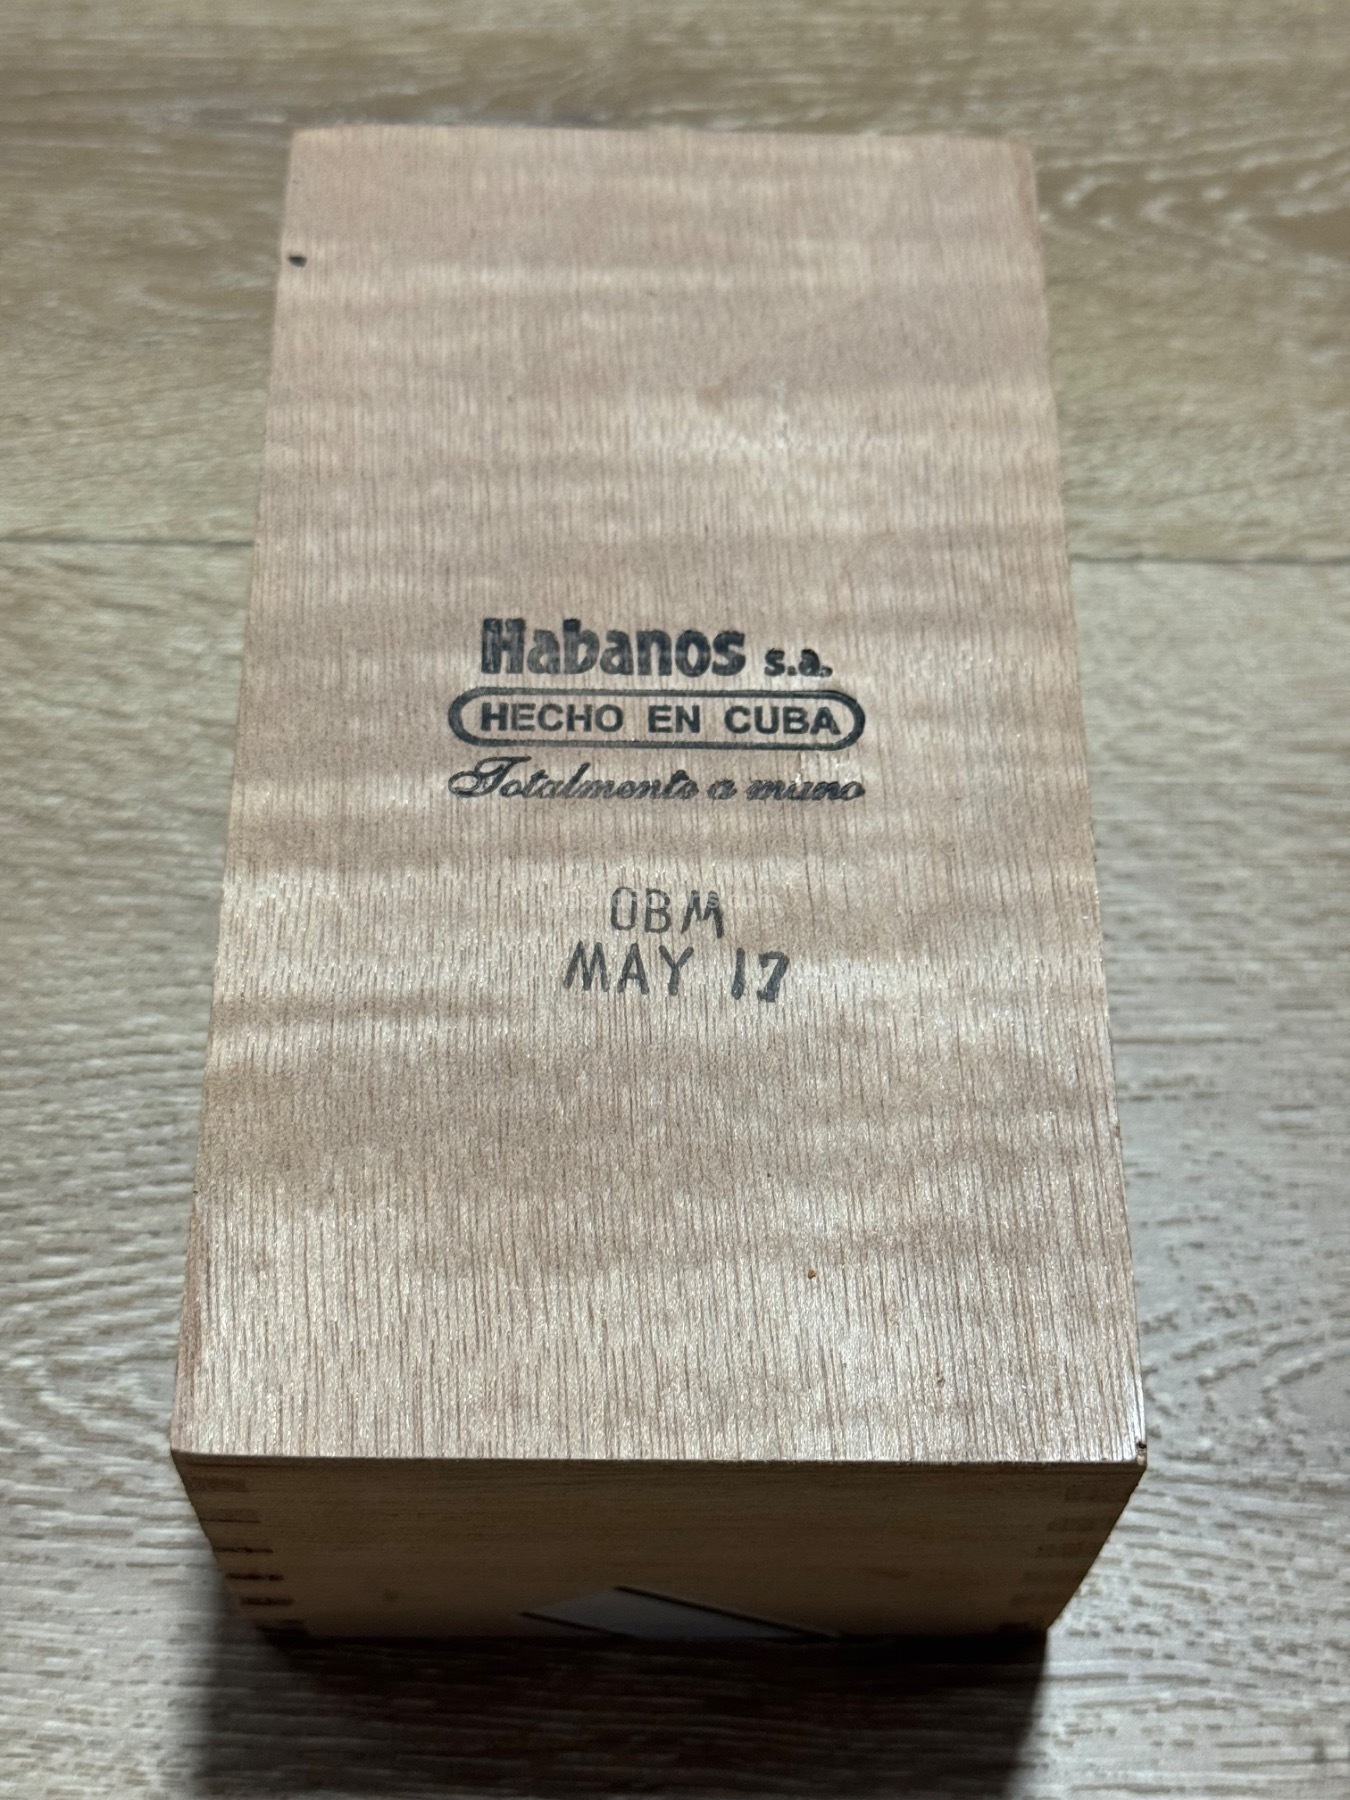 Habanos s.a.
HECHO EN CUBA
Totalmente a mano
OBM
MAY 17